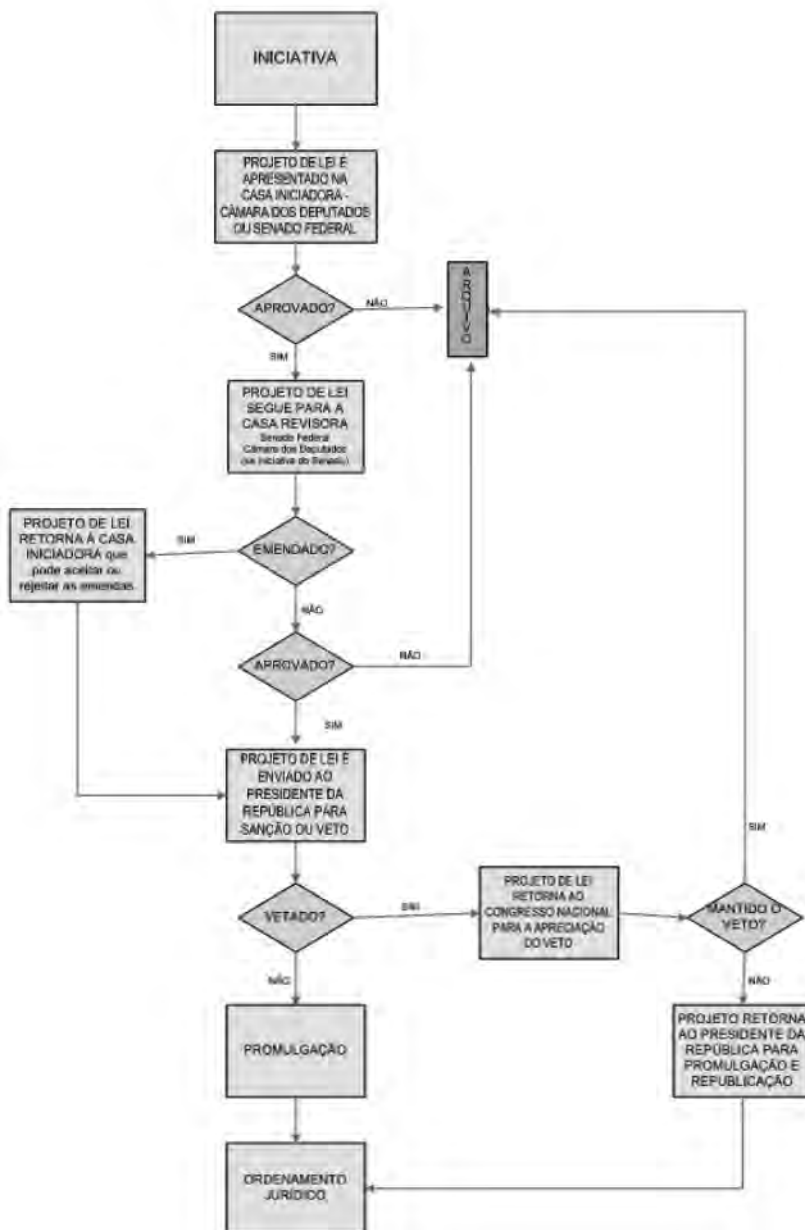 INICIATIVA
PROJETO DE LEI É
APRESENTADO NA
CASA INICIADORA -
CÂMARA DOS DEPUTADOS
OU SENADO FEDERAL
APROVADO?
NÃO
ARQUIVO
SIM
PROJETO DE LEI
SEGUE PARA A
CASA REVISORA
Senado Federal
Câmara dos Deputados
(se iniciativa do Senado)
EMENDADO?
SIM
PROJETO DE LEI
RETORNA À CASA
INICIADORA que
pode aceitar ou
rejeitar as emendas
NÃO
APROVADO?
NÃO
SIM
PROJETO DE LEI É
ENVIADO AO
PRESIDENTE DA
REPÚBLICA PARA
SANÇÃO OU VETO
VETADO?
SIM
PROJETO DE LEI
RETORNA AO
CONGRESSO NACIONAL
PARA A APRECIAÇÃO
DO VETO
MANTIDO O
VETO?
SIM
NÃO
PROJETO RETORNA
AO PRESIDENTE DA
REPÚBLICA PARA
PROMULGAÇÃO E
REPUBLICAÇÃO
NÃO
PROMULGAÇÃO
ORDENAMENTO
JURÍDICO